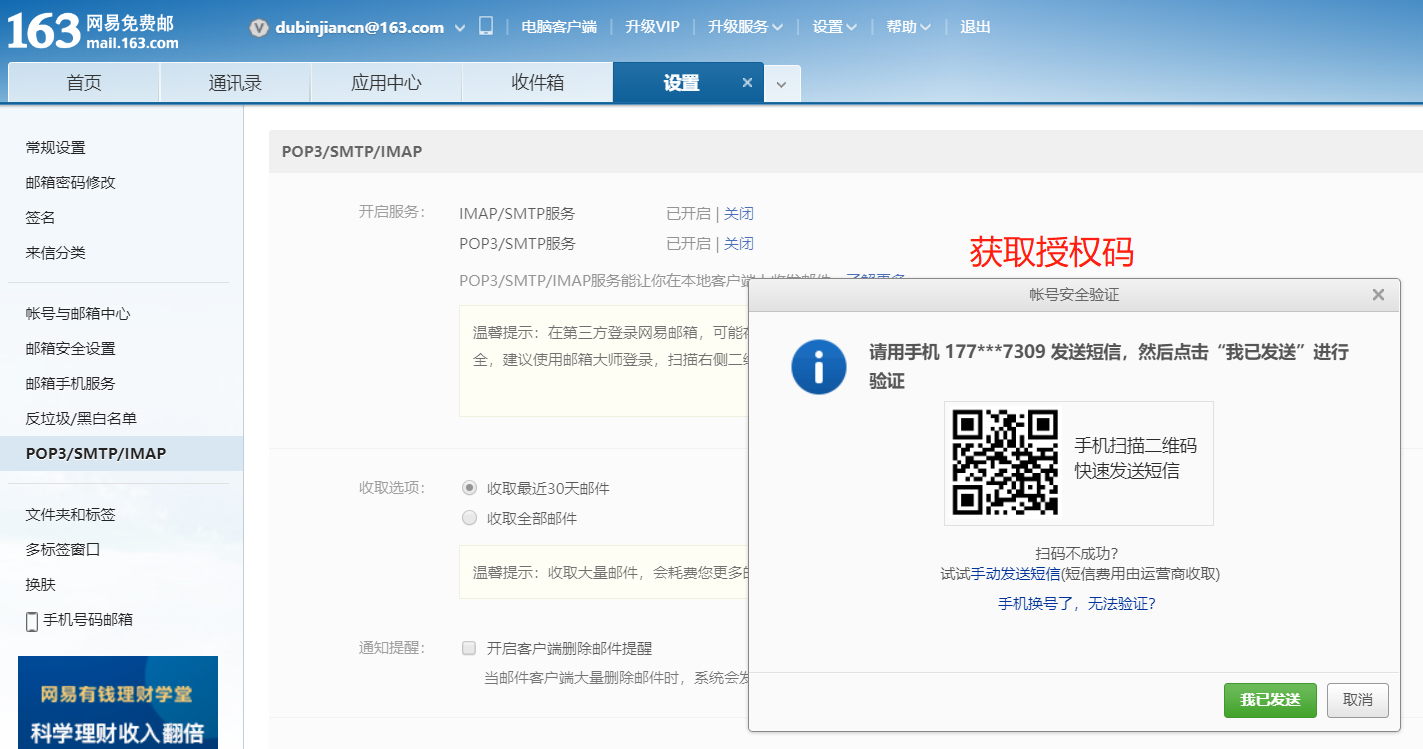 163 网易免费邮
mail.163.com
dubinjiancn@163.com
电脑客户端
升级VIP
升级服务
设置
帮助
退出
首页
通讯录
应用中心
收件箱
设置
常规设置
邮箱密码修改
签名
来信分类
帐号与邮箱中心
邮箱安全设置
邮箱手机服务
反垃圾/黑白名单
POP3/SMTP/IMAP
文件夹和标签
多标签窗口
换肤
手机号码邮箱
网易有钱理财学堂
科学理财收入翻倍
POP3/SMTP/IMAP
开启服务:
IMAP/SMTP服务
已开启 | 关闭
POP3/SMTP服务
已开启 | 关闭
POP3/SMTP/IMAP服务能让你在本地客户端上收发邮件,了解更多
温馨提示:在第三方登录网易邮箱,可能
全,建议使用邮箱大师登录,扫描右侧二
收取选项:
收取最近30天邮件
收取全部邮件
温馨提示:收取大量邮件,会耗费您更多
通知提醒:
开启客户端删除邮件提醒
当邮件客户端大量删除邮件时,系统会
获取授权码
帐号安全验证
请用手机 177***7309 发送短信,然后点击“我已发送”进行
验证
手机扫描二维码
快速发送短信
扫码不成功?
试试手动发送短信(短信费用由运营商收取)
手机换号了,无法验证?
我已发送
取消